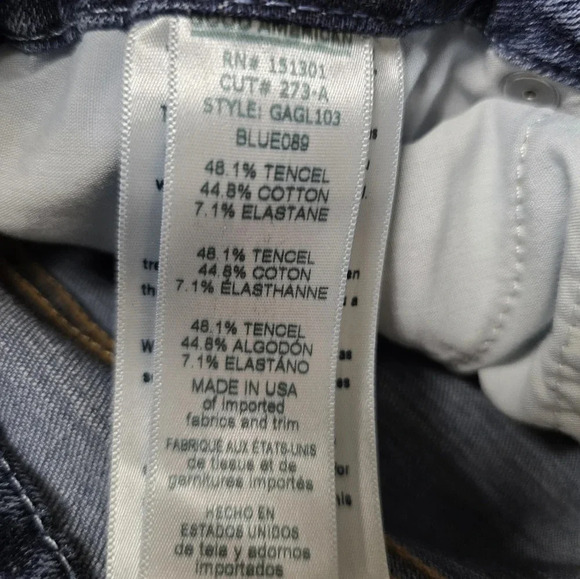 GOOD AMERICAN
RN# 151301
CUT# 273-A
STYLE: GAGL103
BLUE089
48.1% TENCEL
44.8% COTTON
7.1% ELASTANE
48.1% TENCEL
44.8% COTON
7.1% ÉLASTHANNE
48.1% TENCEL
44.8% ALGODÓN
7.1% ELASTANO
MADE IN USA
of imported
fabrics and trim
FABRIQUE AUX ÉTATS-UNIS
de tissus et de
garnitures importés
HECHO EN
ESTADOS UNIDOS
de tela y adornos
importados